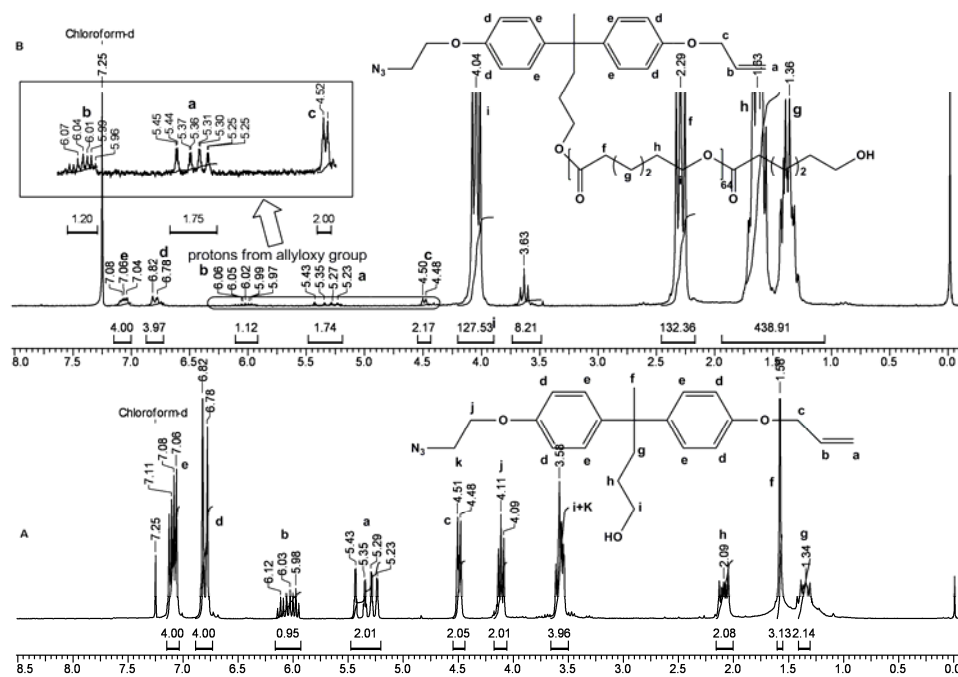 B
Chloroform-d
7.25
b
a
c
6.07
6.04
6.01
5.99
5.96
5.45
5.44
5.37
5.36
5.31
5.30
5.25
5.25
4.52
1.20
1.75
2.00
protons from allyloxy group
d e e d
O O c
N3 d e e d b a
O f h O O
O g 2 64 O 2 OH
e
7.08
7.06
7.04
d
6.82
6.78
b
6.06
6.05
6.02
5.99
5.97
5.43
5.35
5.27
5.23
a
c
4.50
4.48
4.04
i
3.63
2.29
f
h
1.63
1.36
g
4.00 3.97 1.12 1.74 2.17 127.53 8.21 132.36 438.91
8.0 7.5 7.0 6.5 6.0 5.5 5.0 4.5 4.0 3.5 3.0 2.5 2.0 1.5 1.0 0.5 0.0
A
Chloroform-d
7.25
7.11
7.08
7.06
e
6.82
6.78
d
b
6.12
6.03
5.98
a
5.43
5.35
5.29
5.23
c
4.51
4.48
j
4.11
4.09
3.58
i+K
h
2.09
f
1.58
g
1.34
d e f e d
j O O c
N3 d e g e d b a
k
h
HO i
4.00 4.00 0.95 2.01 2.05 2.01 3.96 2.08 3.13 2.14
8.0 7.5 7.0 6.5 6.0 5.5 5.0 4.5 4.0 3.5 3.0 2.5 2.0 1.5 1.0 0.5